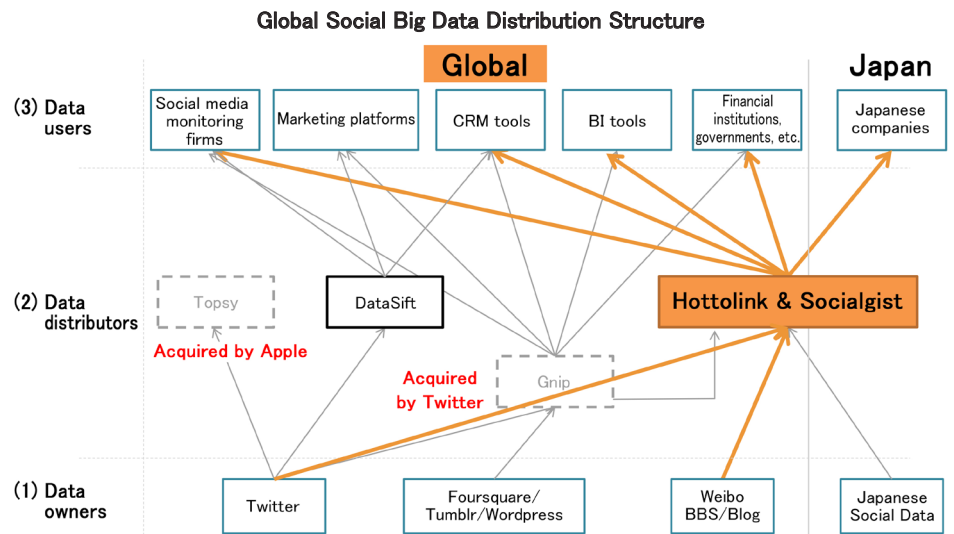 Global Social Big Data Distribution Structure
Global
Japan
(3) Data
users
Social media
monitoring
firms
Marketing platforms
CRM tools
BI tools
Financial
institutions,
governments, etc.
Japanese
companies
(2) Data
distributors
Topsy
DataSift
Hottolink & Socialgist
Acquired by Apple
Acquired
by Twitter
Gnip
(1) Data
owners
Twitter
Foursquare/
Tumblr/Wordpress
Weibo
BBS/Blog
Japanese
Social Data